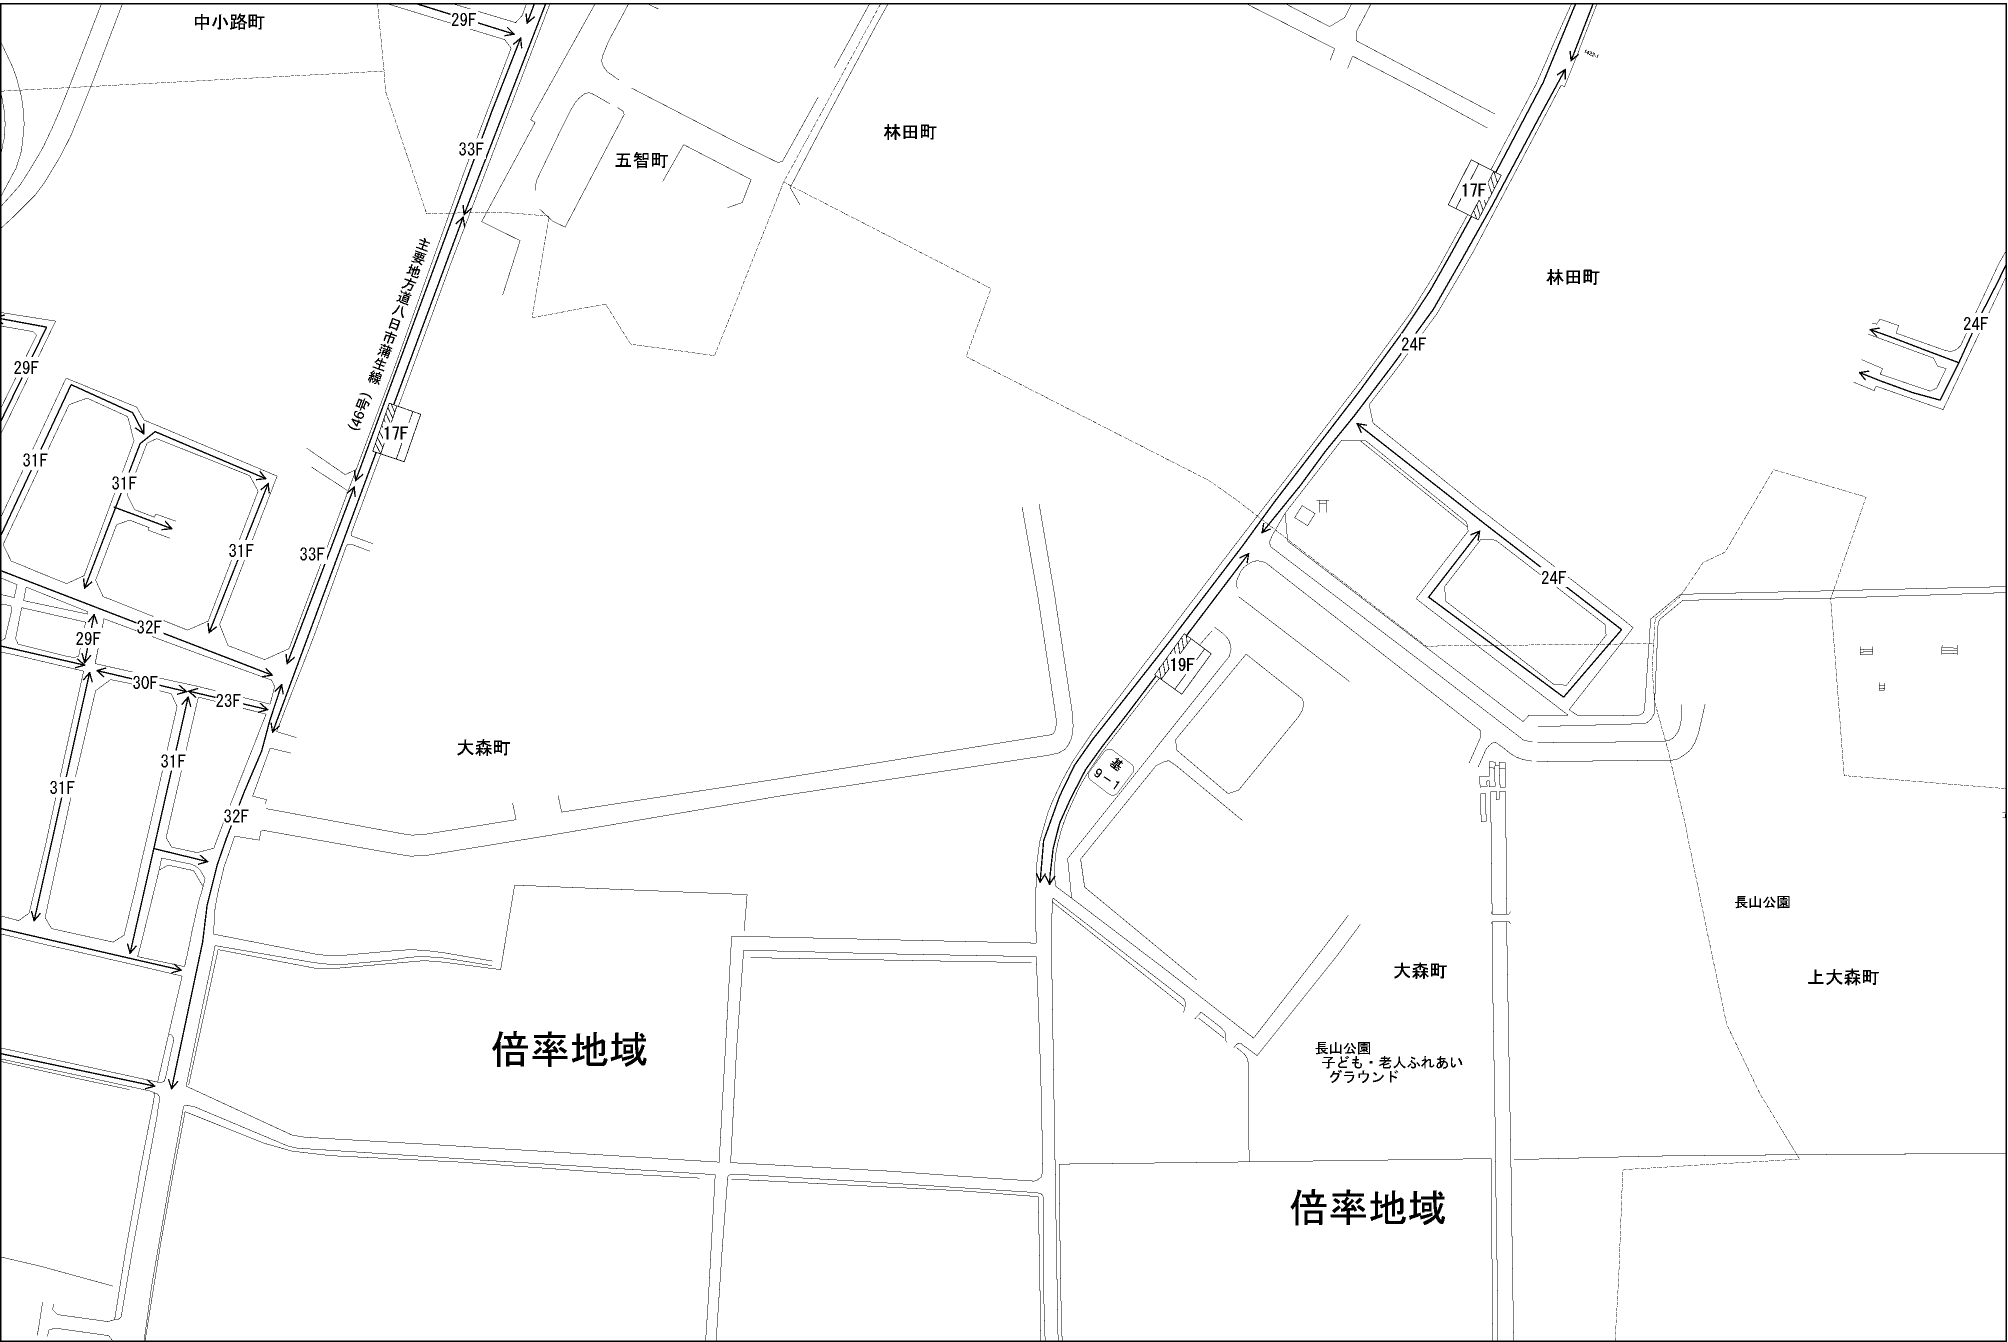 中小路町
29F
33F
五智町
林田町
17F
主要地方道八日市蒲生線 (46号)
林田町
24F
24F
29F
17F
31F
31F
31F
33F
24F
32F
29F
30F
23F
19F
31F
31F
大森町
基
9-1
32F
長山公園
大森町
上大森町
倍率地域
長山公園
子ども・老人ふれあい
グラウンド
倍率地域